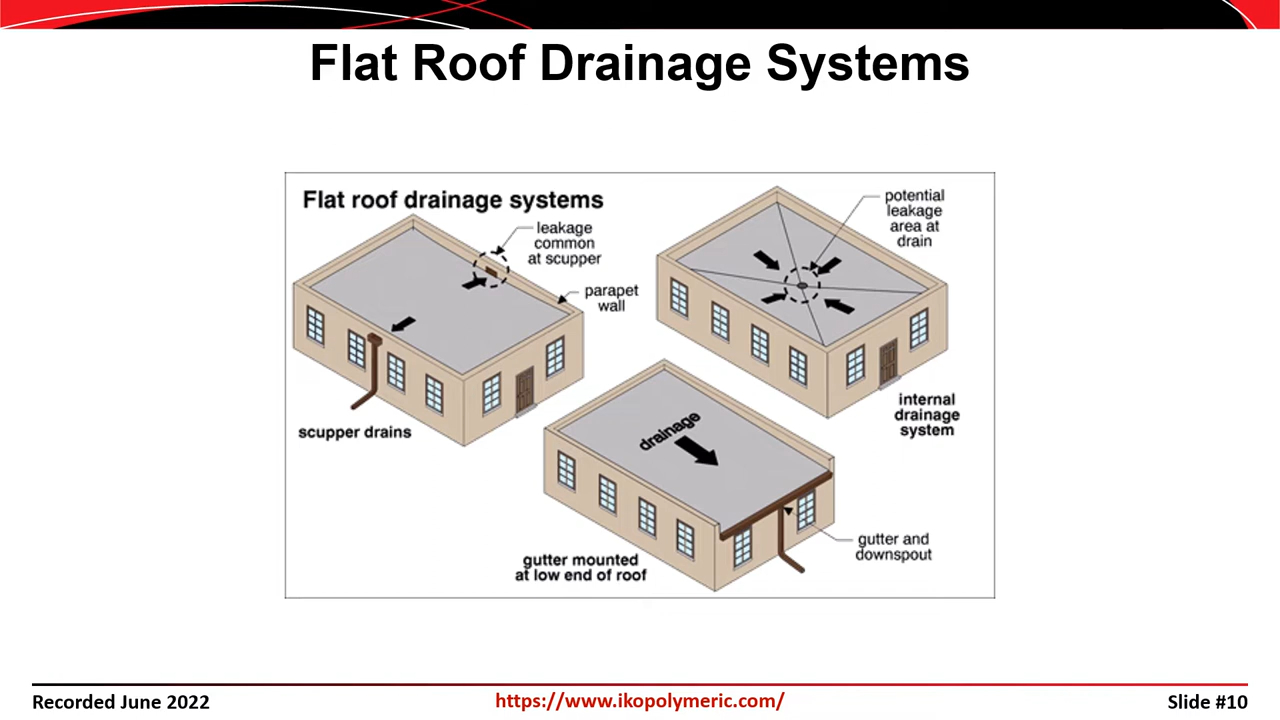 Flat Roof Drainage Systems
Flat roof drainage systems
leakage
common
at scupper
parapet
wall
scupper drains
potential
leakage
area at
drain
internal
drainage
system
drainage
gutter mounted
at low end of roof
gutter and
downspout
Recorded June 2022
https://www.ikopolymeric.com/
Slide #10